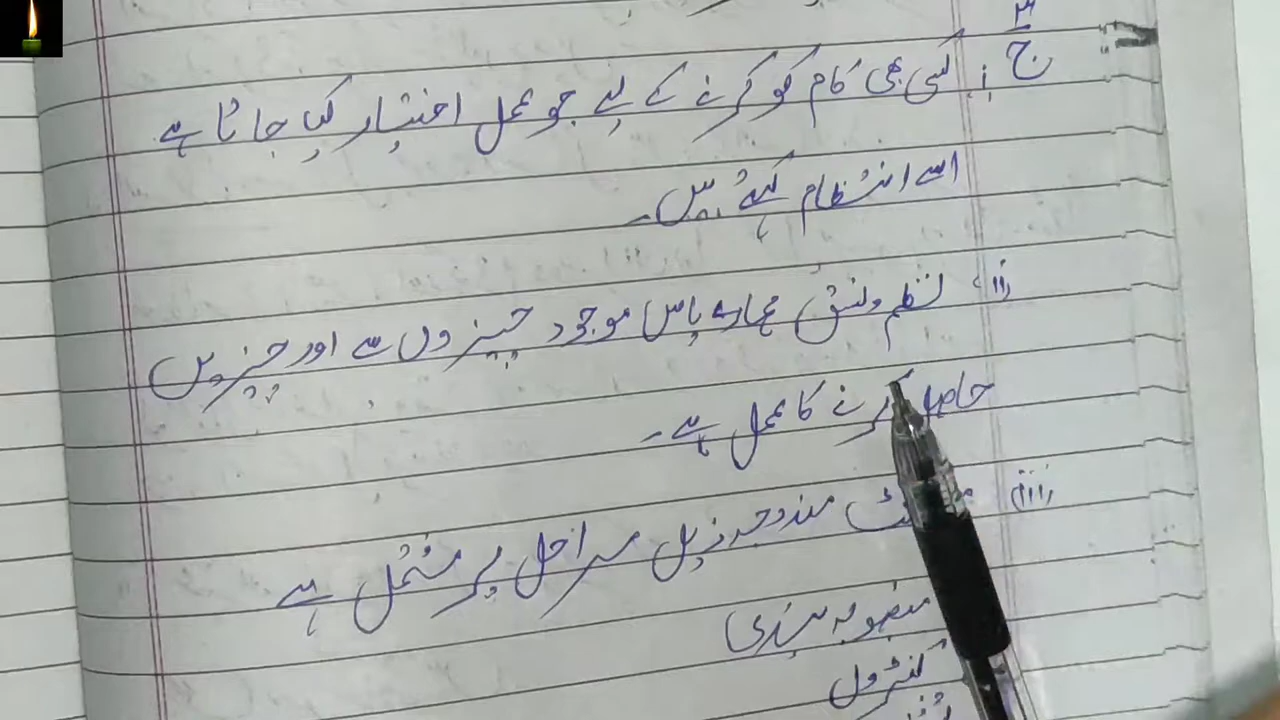 ۳
ج
i. کسی بھی کام کو کرنے کے لیے جو عمل اختیار کیا جاتا ہے
اسے انتظام کہتے ہیں۔
(ii) نظم ونسق ہمارے پاس موجود چیزوں سے اور چیزیں
حاصل کرنے کا عمل ہے۔
(iii) مندرجہ ذیل مراحل پر مشتمل ہے
منصوبہ بندی
کنٹرول